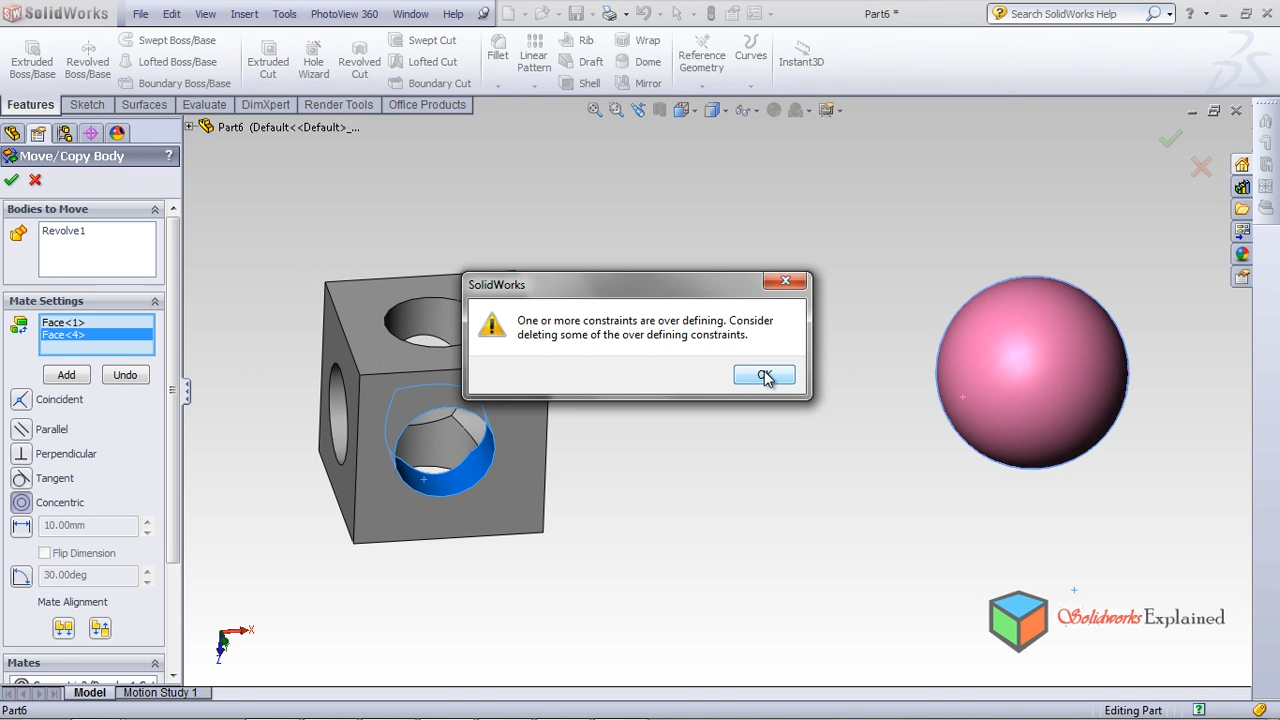 SolidWorks
File Edit View Insert Tools PhotoView 360 Window Help
Part6 *
Search SolidWorks Help
Extruded Boss/Base
Revolved Boss/Base
Swept Boss/Base
Lofted Boss/Base
Boundary Boss/Base
Extruded Cut
Hole Wizard
Revolved Cut
Swept Cut
Lofted Cut
Boundary Cut
Fillet
Linear Pattern
Rib
Draft
Shell
Wrap
Dome
Mirror
Reference Geometry
Curves
Instant3D
Features Sketch Surfaces Evaluate DimXpert Render Tools Office Products
Part6 (Default<<Default>_...
Move/Copy Body ?
Bodies to Move
Revolve1
Mate Settings
Face<1>
Face<4>
Add Undo
Coincident
Parallel
Perpendicular
Tangent
Concentric
10.00mm
Flip Dimension
30.00deg
Mate Alignment
Mates
SolidWorks
One or more constraints are over defining. Consider
deleting some of the over defining constraints.
OK
X
Z
Solidworks Explained
Model Motion Study 1
Part6
Editing Part